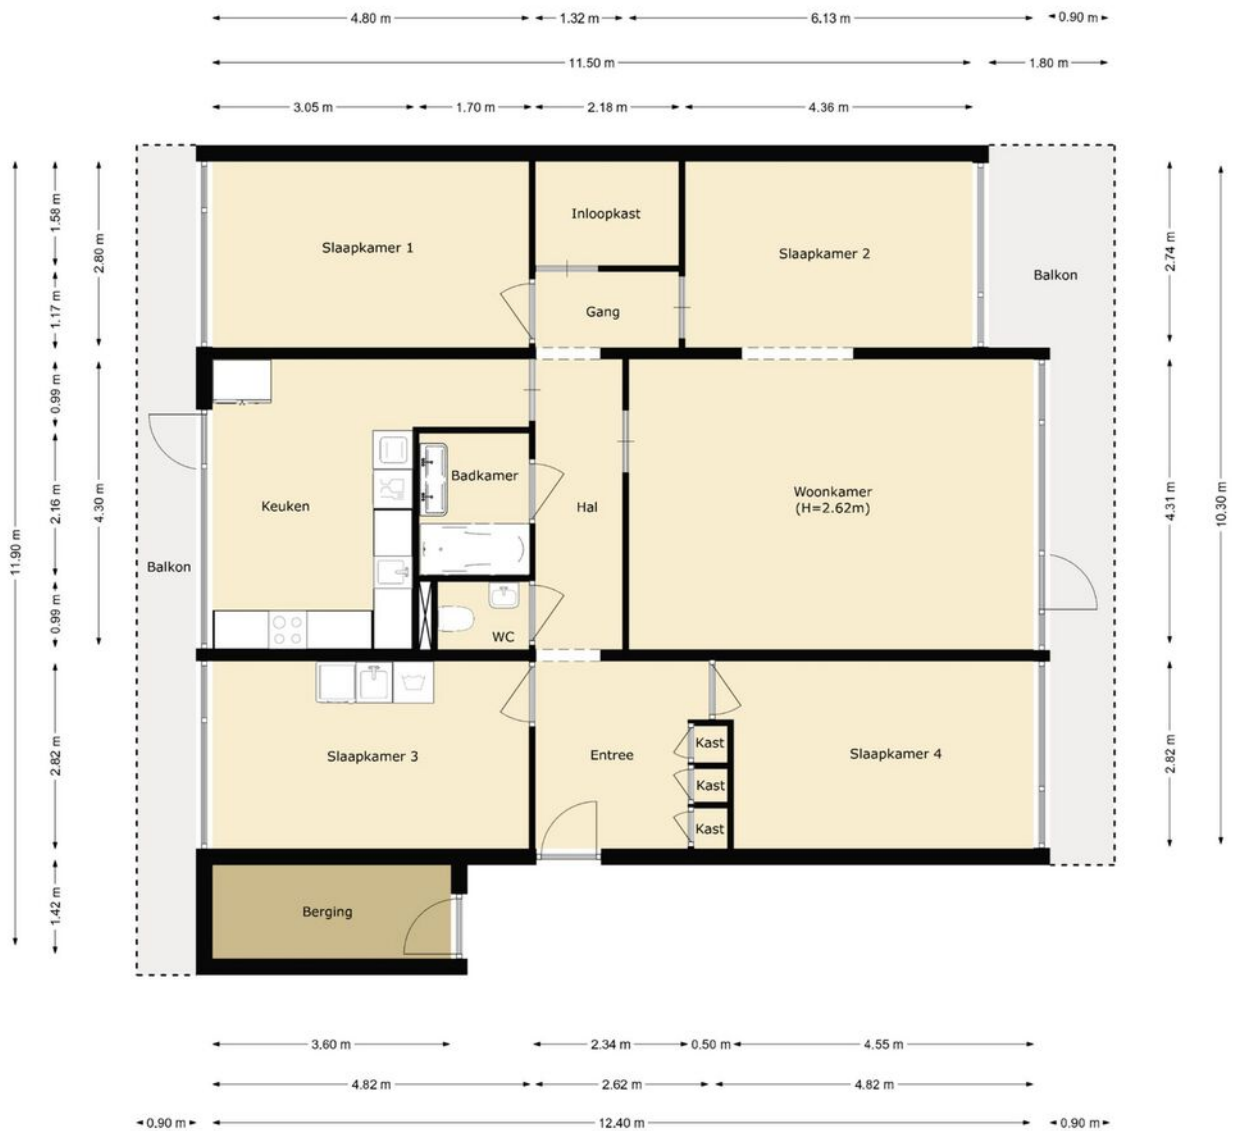 4.80 m 1.32 m 6.13 m 0.90 m
11.50 m 1.80 m
3.05 m 1.70 m 2.18 m 4.36 m
11.90 m
1.58 m
1.17 m
0.99 m
2.16 m
0.99 m
2.82 m
1.42 m
2.80 m
4.30 m
Slaapkamer 1
Inloopkast
Slaapkamer 2
Balkon
Gang
Keuken
Badkamer
Hal
Woonkamer
(H=2.62m)
Balkon
WC
Slaapkamer 3
Entree
Kast
Kast
Kast
Slaapkamer 4
Berging
2.74 m
4.31 m
2.82 m
10.30 m
3.60 m 2.34 m 0.50 m 4.55 m
4.82 m 2.62 m 4.82 m
0.90 m 12.40 m 0.90 m